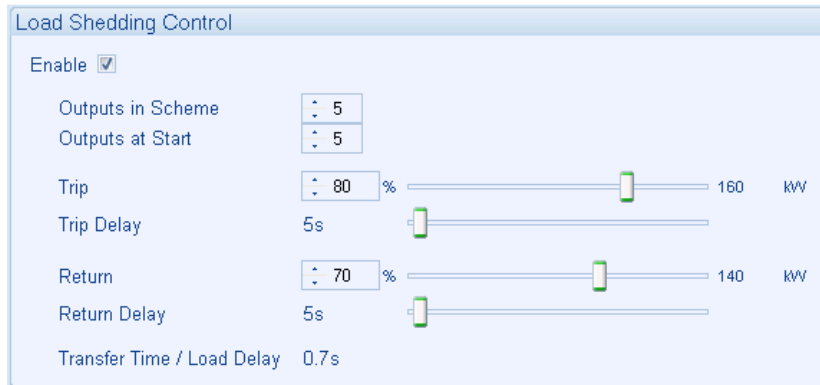 Load Shedding Control
Enable
Outputs in Scheme 5
Outputs at Start 5
Trip 80 % 160 kW
Trip Delay 5s
Return 70 % 140 kW
Return Delay 5s
Transfer Time / Load Delay 0.7s